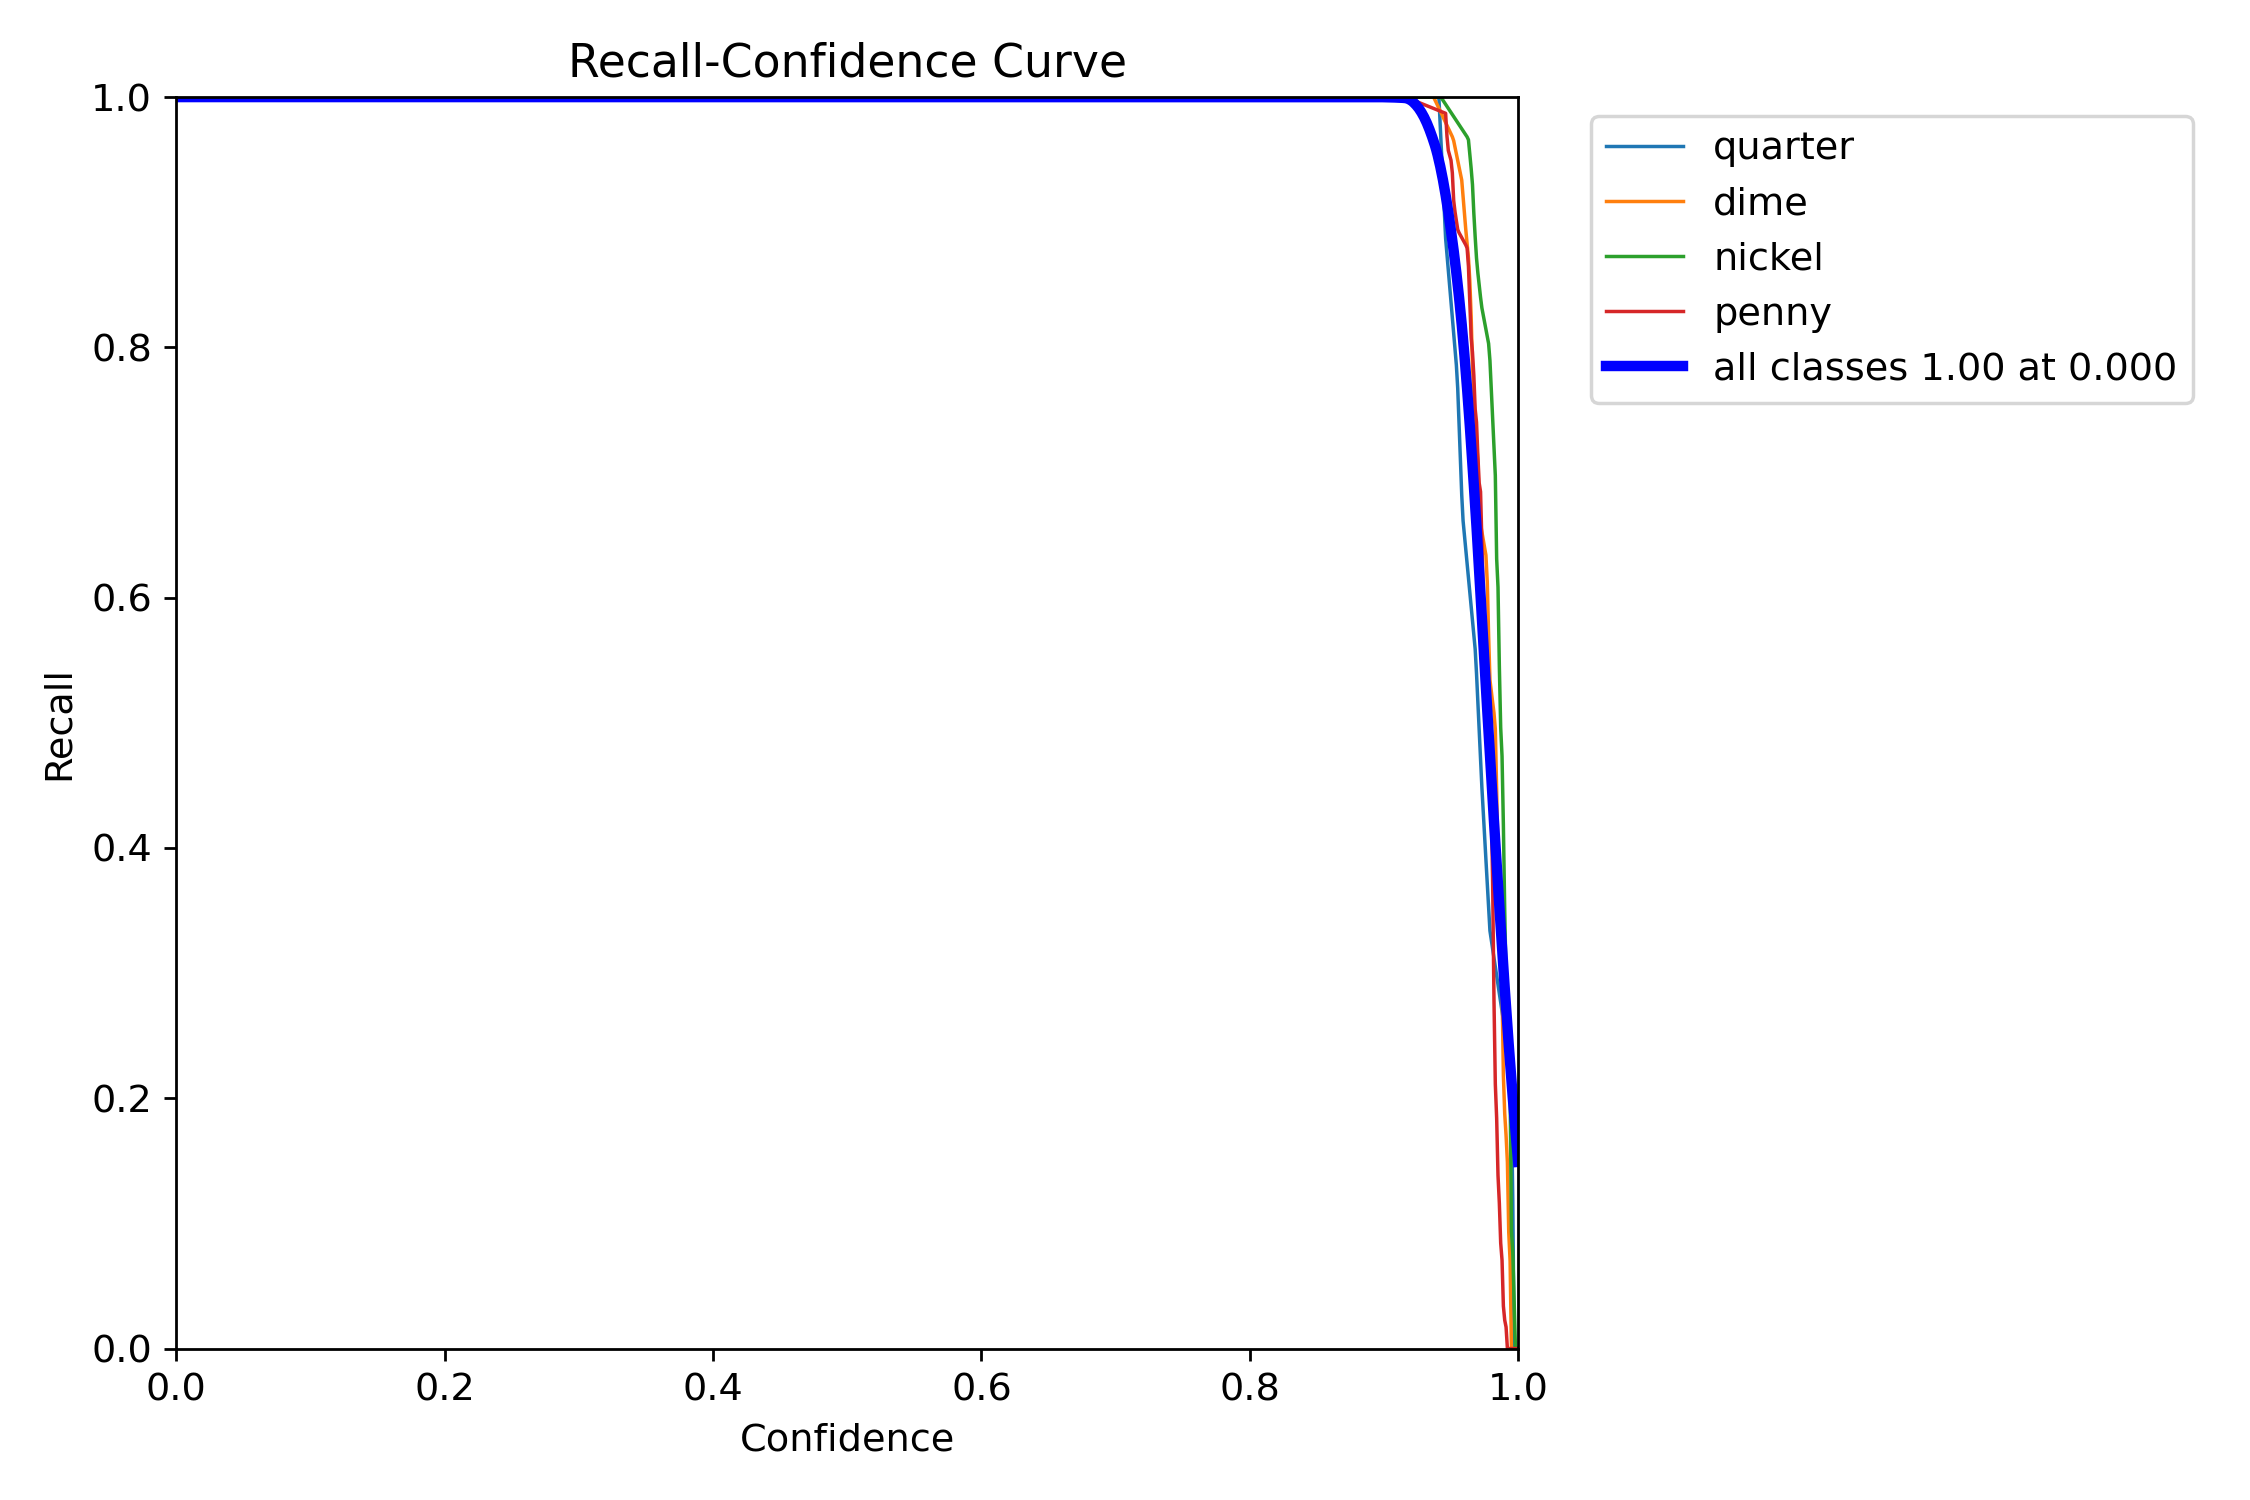 Recall-Confidence Curve
1.0
0.8
0.6
0.4
0.2
0.0
Recall
0.0 0.2 0.4 0.6 0.8 1.0
Confidence
quarter
dime
nickel
penny
all classes 1.00 at 0.000